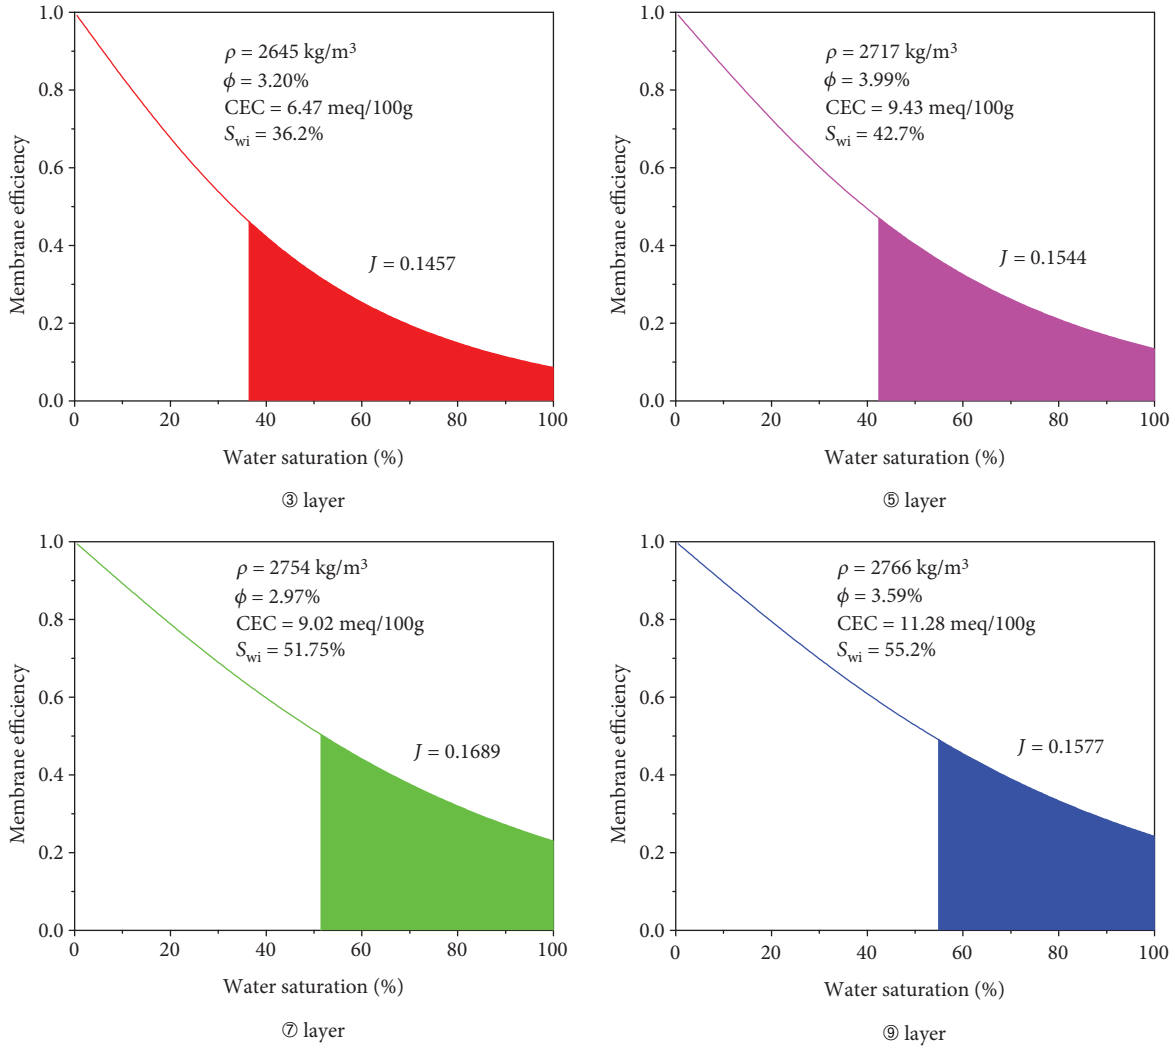 1.0
0.8
0.6
0.4
0.2
0.0
Membrane efficiency
ρ = 2645 kg/m³
ϕ = 3.20%
CEC = 6.47 meq/100g
Swi = 36.2%
J = 0.1457
0 20 40 60 80 100
Water saturation (%)
③ layer
1.0
0.8
0.6
0.4
0.2
0.0
Membrane efficiency
ρ = 2717 kg/m³
ϕ = 3.99%
CEC = 9.43 meq/100g
Swi = 42.7%
J = 0.1544
0 20 40 60 80 100
Water saturation (%)
⑤ layer
1.0
0.8
0.6
0.4
0.2
0.0
Membrane efficiency
ρ = 2754 kg/m³
ϕ = 2.97%
CEC = 9.02 meq/100g
Swi = 51.75%
J = 0.1689
0 20 40 60 80 100
Water saturation (%)
⑦ layer
1.0
0.8
0.6
0.4
0.2
0.0
Membrane efficiency
ρ = 2766 kg/m³
ϕ = 3.59%
CEC = 11.28 meq/100g
Swi = 55.2%
J = 0.1577
0 20 40 60 80 100
Water saturation (%)
⑨ layer